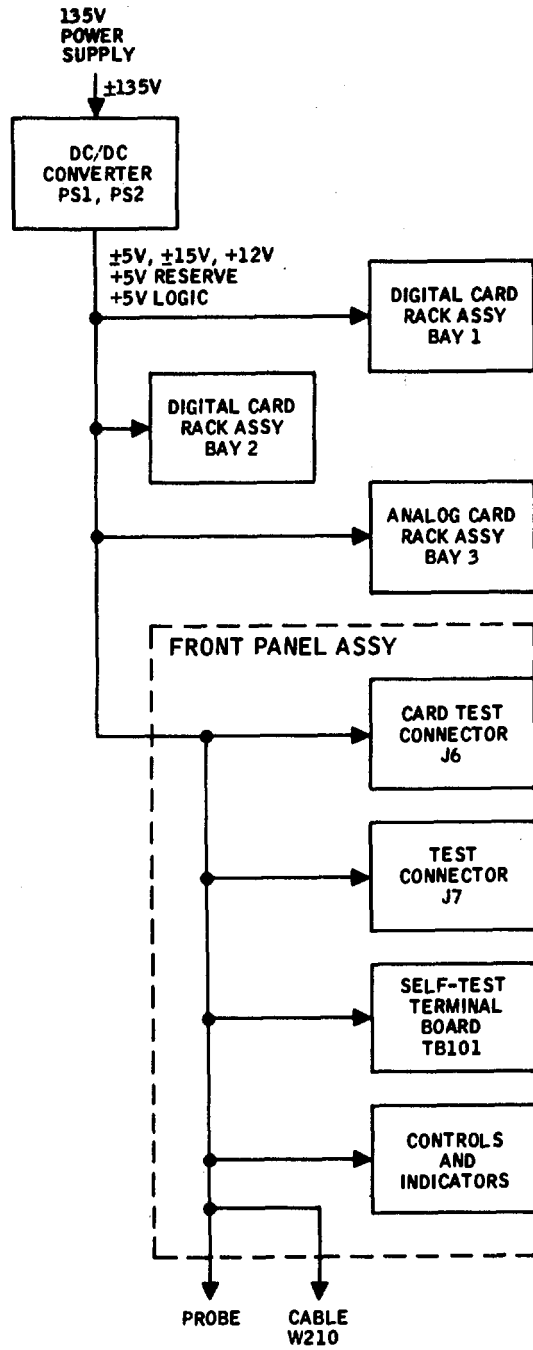 135V
POWER
SUPPLY
±135V
DC/DC
CONVERTER
PS1, PS2
±5V, ±15V, +12V
+5V RESERVE
+5V LOGIC
DIGITAL CARD
RACK ASSY
BAY 1
DIGITAL CARD
RACK ASSY
BAY 2
ANALOG CARD
RACK ASSY
BAY 3
FRONT PANEL ASSY
CARD TEST
CONNECTOR
J6
TEST
CONNECTOR
J7
SELF-TEST
TERMINAL
BOARD
TB101
CONTROLS
AND
INDICATORS
PROBE
CABLE
W210